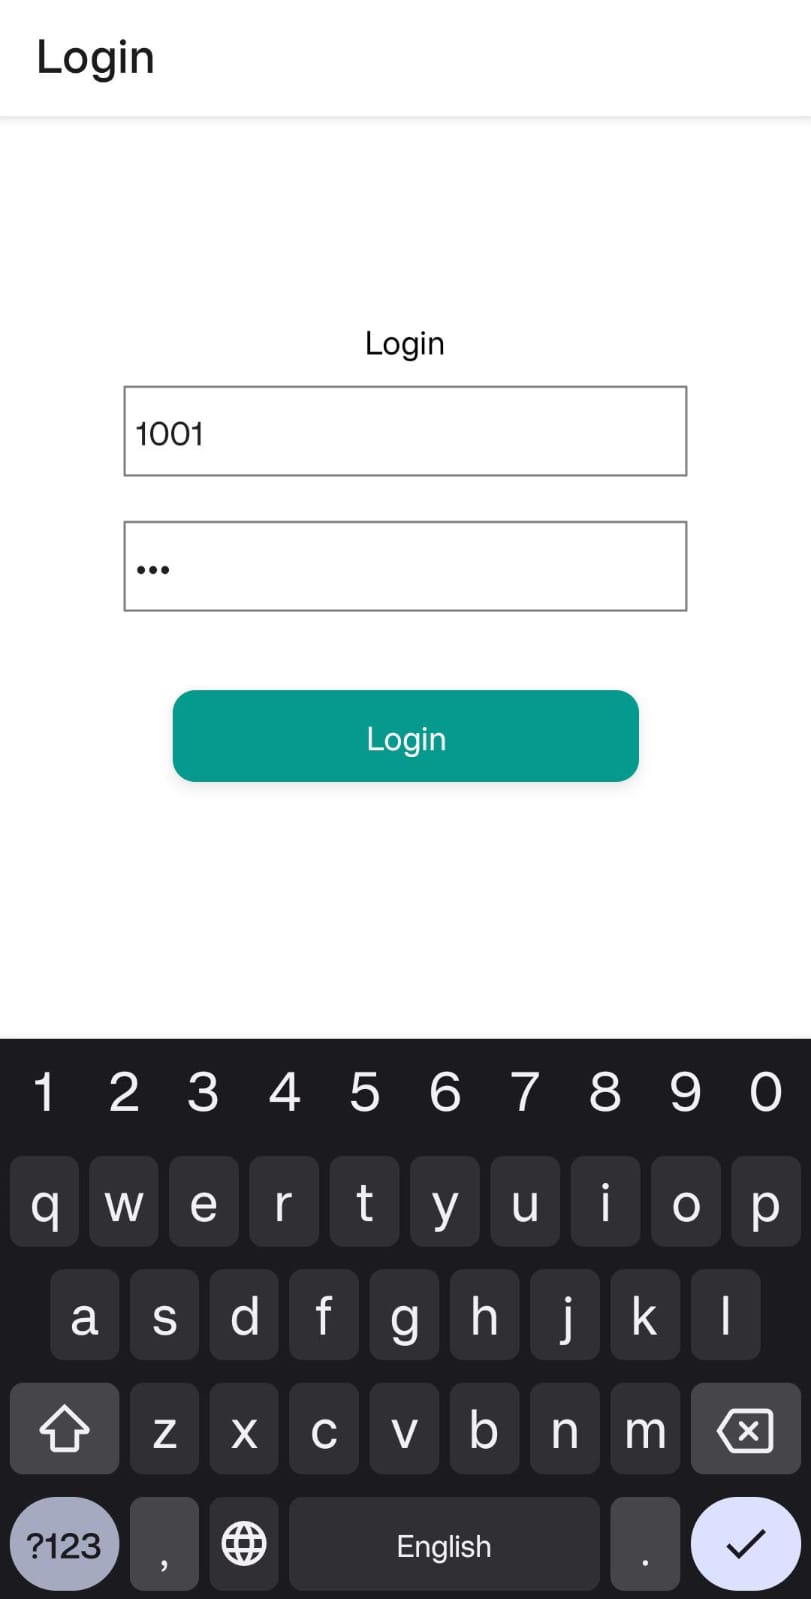 Login
Login
1001
•••
Login
1 2 3 4 5 6 7 8 9 0
q w e r t y u i o p
a s d f g h j k l
z x c v b n m
?123 , English .